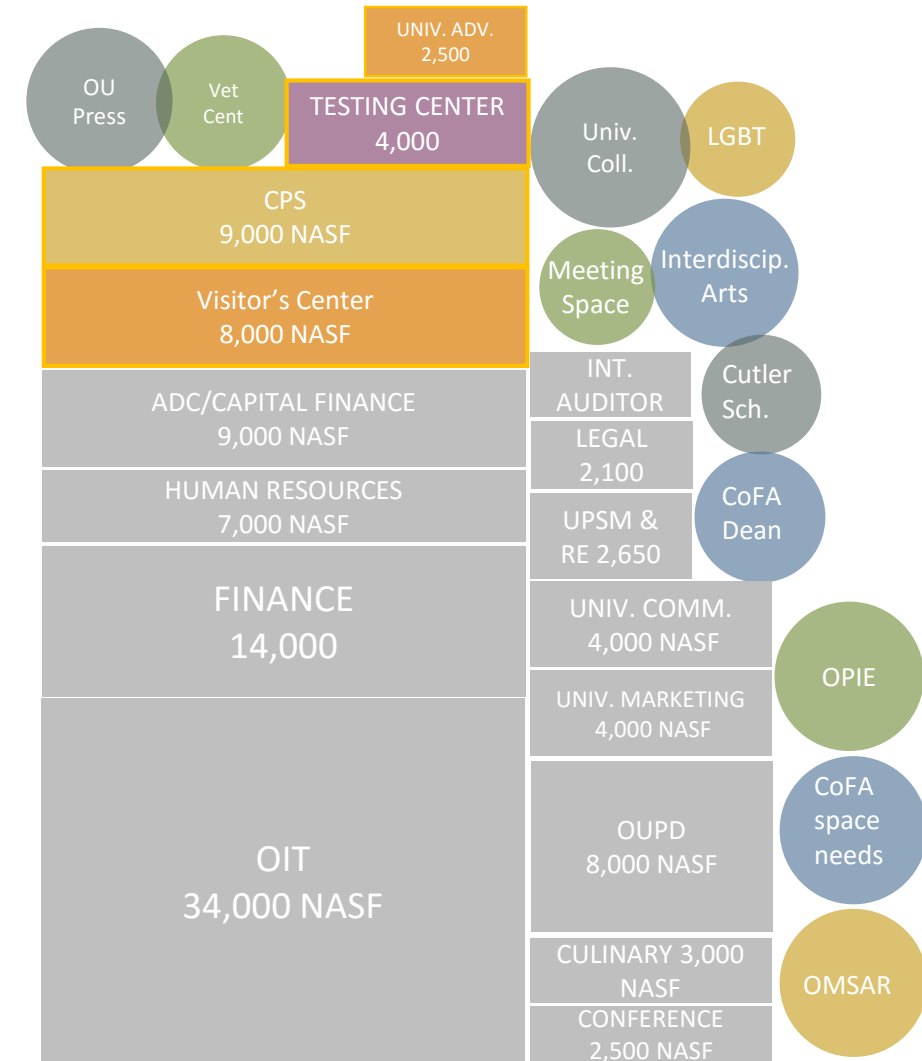 UNIV. ADV.
2,500
OU
Press
Vet
Cent
TESTING CENTER
4,000
Univ.
Coll.
LGBT
CPS
9,000 NASF
Meeting
Space
Interdiscip.
Arts
Visitor’s Center
8,000 NASF
INT.
AUDITOR
Cutler
Sch.
ADC/CAPITAL FINANCE
9,000 NASF
LEGAL
2,100
HUMAN RESOURCES
7,000 NASF
UPSM &
RE 2,650
CoFA
Dean
FINANCE
14,000
UNIV. COMM.
4,000 NASF
OPIE
UNIV. MARKETING
4,000 NASF
OIT
34,000 NASF
OUPD
8,000 NASF
CoFA
space
needs
CULINARY 3,000
NASF
OMSAR
CONFERENCE
2,500 NASF